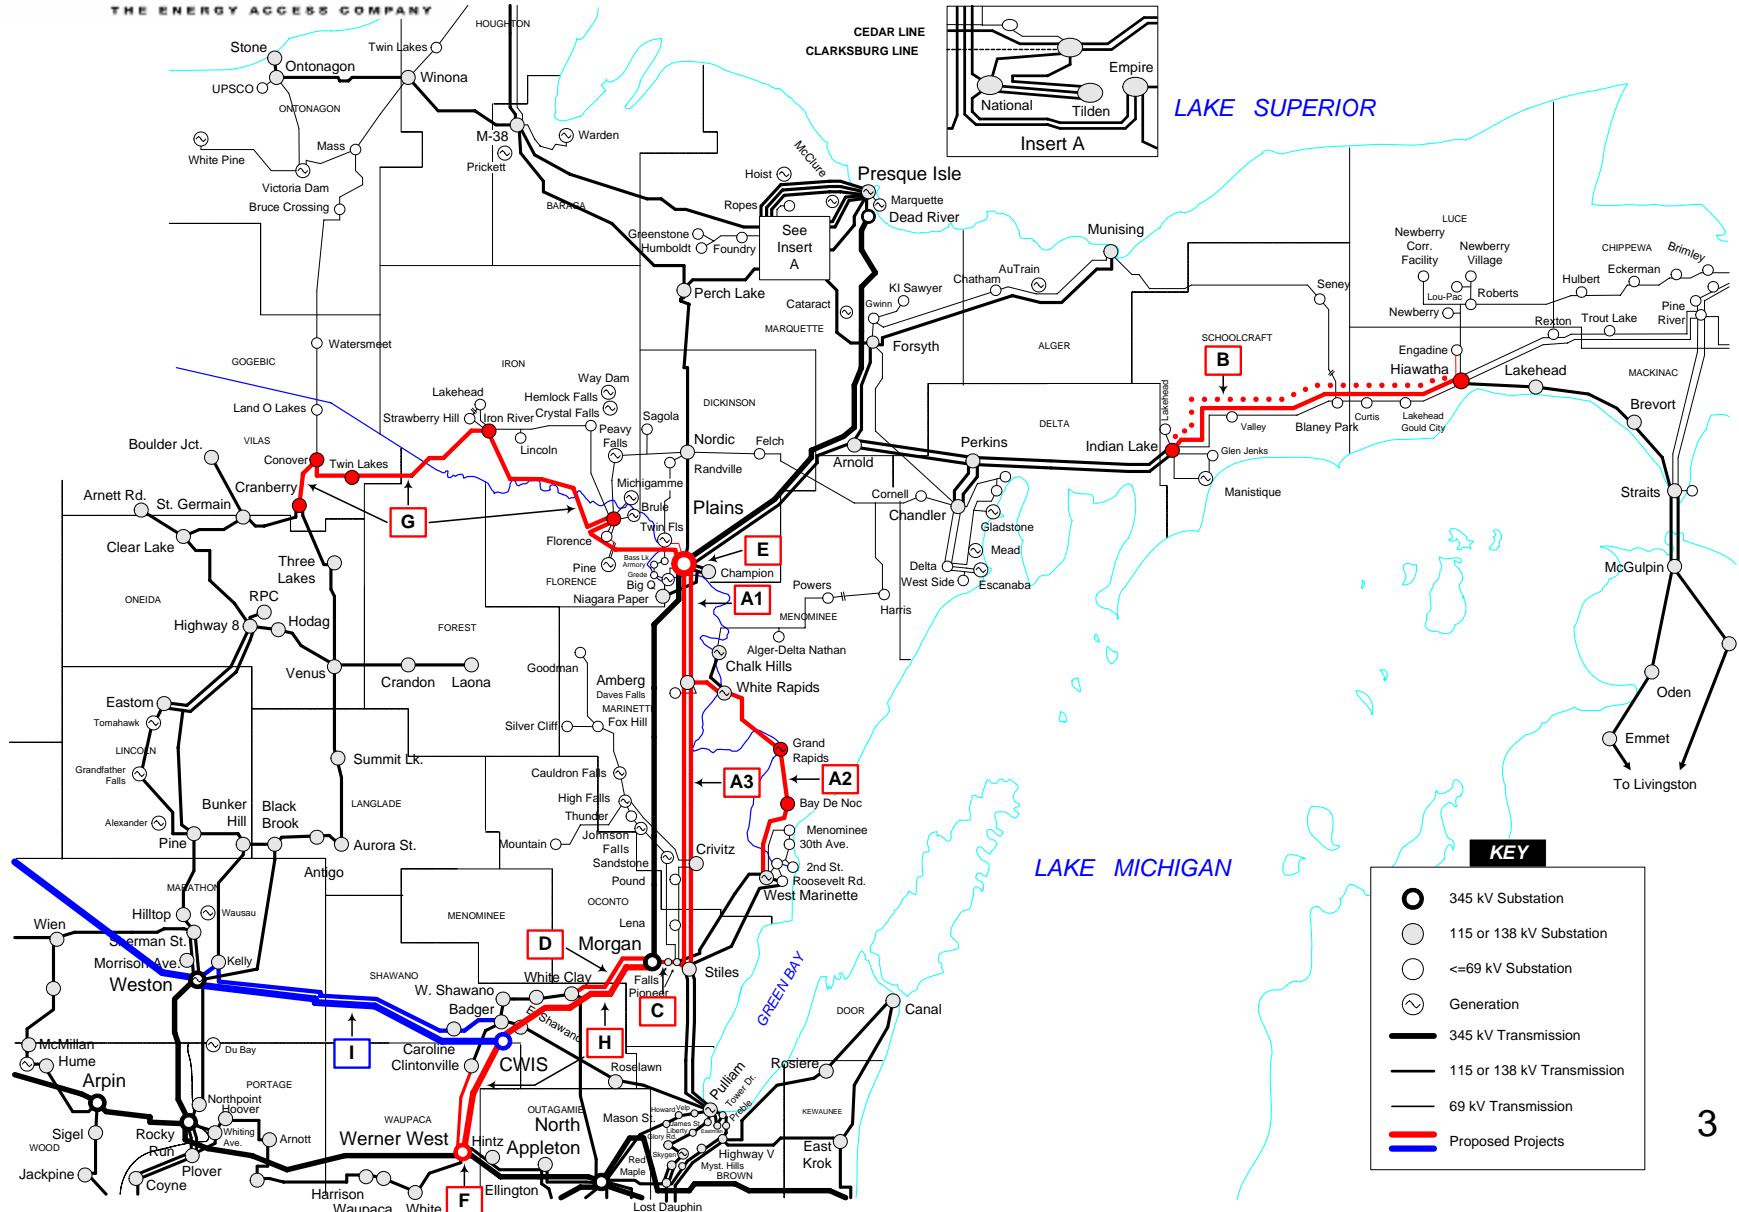 THE ENERGY ACCESS COMPANY
HOUGHTON
CEDAR LINE
CLARKSBURG LINE
National
Tilden
Empire
Insert A
LAKE SUPERIOR
Stone
Twin Lakes
Ontonagon
Winona
UPSCO
ONTONAGON
M-38
Warden
Prickett
White Pine
Mass
Victoria Dam
Bruce Crossing
BARAGA
Hoist
McClure
Presque Isle
Ropes
Marquette
Dead River
Greenstone
Humboldt
Foundry
See
Insert
A
Munising
LUCE
Newberry
Corr.
Facility
Newberry
Village
CHIPPEWA
Brimley
Hulbert
Eckerman
Lou-Pac
Roberts
Newberry
Pine
River
Rexton
Trout Lake
Perch Lake
Cataract
KI Sawyer
Gwinn
Chatham
AuTrain
Seney
MARQUETTE
Forsyth
ALGER
SCHOOLCRAFT
B
Engadine
Hiawatha
Lakehead
MACKINAC
Watersmeet
GOGEBIC
IRON
Land O Lakes
Lakehead
Strawberry Hill
Iron River
Way Dam
Hemlock Falls
Crystal Falls
Sagola
DICKINSON
Lincoln
Peavy
Falls
Nordic
Felch
Randville
DELTA
Lakehead
Valley
Blaney Park
Curtis
Lakehead
Gould City
Brevort
VILAS
Boulder Jct.
Conover
Twin Lakes
Cranberry
Arnett Rd.
St. Germain
G
Michigamme
Brule
Twin Fls
Plains
Arnold
Perkins
Indian Lake
Glen Jenks
Manistique
Cornell
Chandler
Gladstone
Mead
Delta
West Side
Escanaba
Straits
McGulpin
Clear Lake
Three
Lakes
Florence
Pine
FLORENCE
Bass Lk
Armory
Grede
Big Q
Niagara Paper
E
Champion
A1
Powers
Harris
MENOMINEE
ONEIDA
RPC
Highway 8
Hodag
FOREST
Alger-Delta Nathan
Chalk Hills
Goodman
Amberg
Daves Falls
White Rapids
MARINETTE
Venus
Crandon
Laona
Eastom
Tomahawk
LINCOLN
Silver Cliff
Fox Hill
Grand
Rapids
Oden
Emmet
To Livingston
Grandfather
Falls
Summit Lk.
Cauldron Falls
A3
A2
Bay De Noc
High Falls
Thunder
Bunker
Hill
Black
Brook
LANGLADE
Alexander
Pine
Aurora St.
Antigo
Mountain
Johnson
Falls
Sandstone
Crivitz
Menominee
30th Ave.
2nd St.
Roosevelt Rd.
West Marinette
Pound
OCONTO
Lena
MARATHON
LAKE MICHIGAN
MENOMINEE
Wausau
Hilltop
Wien
Sherman St.
Morrison Ave.
Kelly
Weston
D
Morgan
SHAWANO
White Clay
Falls
Pioneer
Stiles
C
W. Shawano
Badger
E. Shawano
H
I
Caroline
Clintonville
CWIS
Roselawn
GREEN BAY
DOOR
Canal
McMillan
Hume
Du Bay
Arpin
PORTAGE
Northpoint
Hoover
Whiting
Ave.
Arnott
Sigel
WOOD
Rocky
Run
Plover
Jackpine
Coyne
WAUPACA
Werner West
Hintz
OUTAGAMIE
North
Appleton
Mason St.
Howard
Velp
James St.
Liberty
Glory Rd.
Eastman
Skygen
Pulliam
Tower Dr.
Preble
Rosiere
KEWAUNEE
Red
Maple
Highway V
Myst. Hills
BROWN
East
Krok
Harrison
Waupaca
White
F
Ellington
Lost Dauphin
KEY
345 kV Substation
115 or 138 kV Substation
<=69 kV Substation
Generation
345 kV Transmission
115 or 138 kV Transmission
69 kV Transmission
Proposed Projects
3